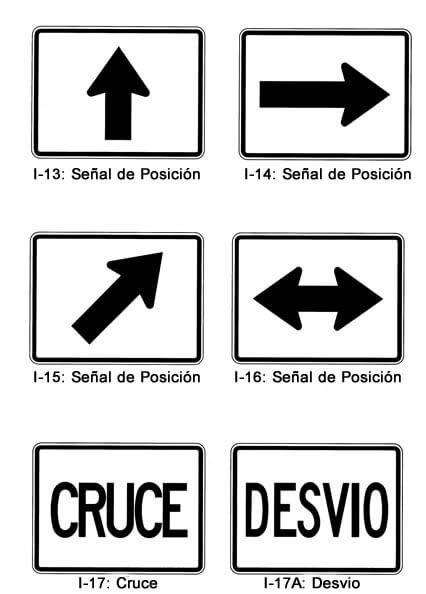 I-13: Señal de Posición
I-14: Señal de Posición
I-15: Señal de Posición
I-16: Señal de Posición
CRUCE
DESVIO
I-17: Cruce
I-17A: Desvio